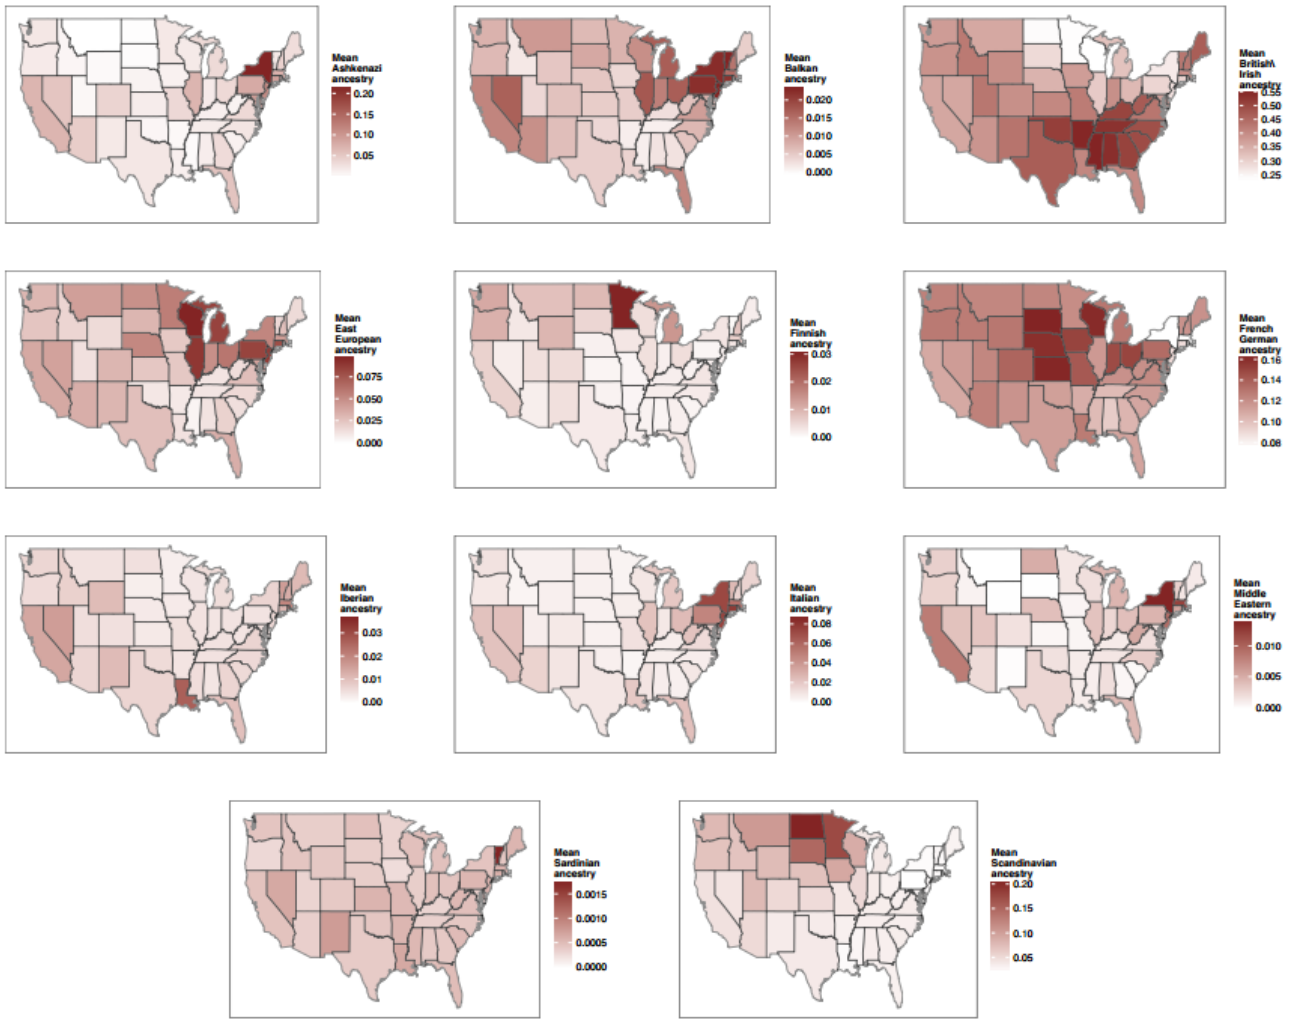 Mean
Ashkenazi
ancestry
0.20
0.15
0.10
0.05
Mean
Balkan
ancestry
0.020
0.015
0.010
0.005
0.000
Mean
British\
Irish
ancestry
0.55
0.50
0.45
0.40
0.35
0.30
0.25
Mean
East
European
ancestry
0.075
0.050
0.025
0.000
Mean
Finnish
ancestry
0.03
0.02
0.01
0.00
Mean
French
German
ancestry
0.16
0.14
0.12
0.10
0.08
Mean
Iberian
ancestry
0.03
0.02
0.01
0.00
Mean
Italian
ancestry
0.08
0.06
0.04
0.02
0.00
Mean
Middle
Eastern
ancestry
0.010
0.005
0.000
Mean
Sardinian
ancestry
0.0015
0.0010
0.0005
0.0000
Mean
Scandinavian
ancestry
0.20
0.15
0.10
0.05